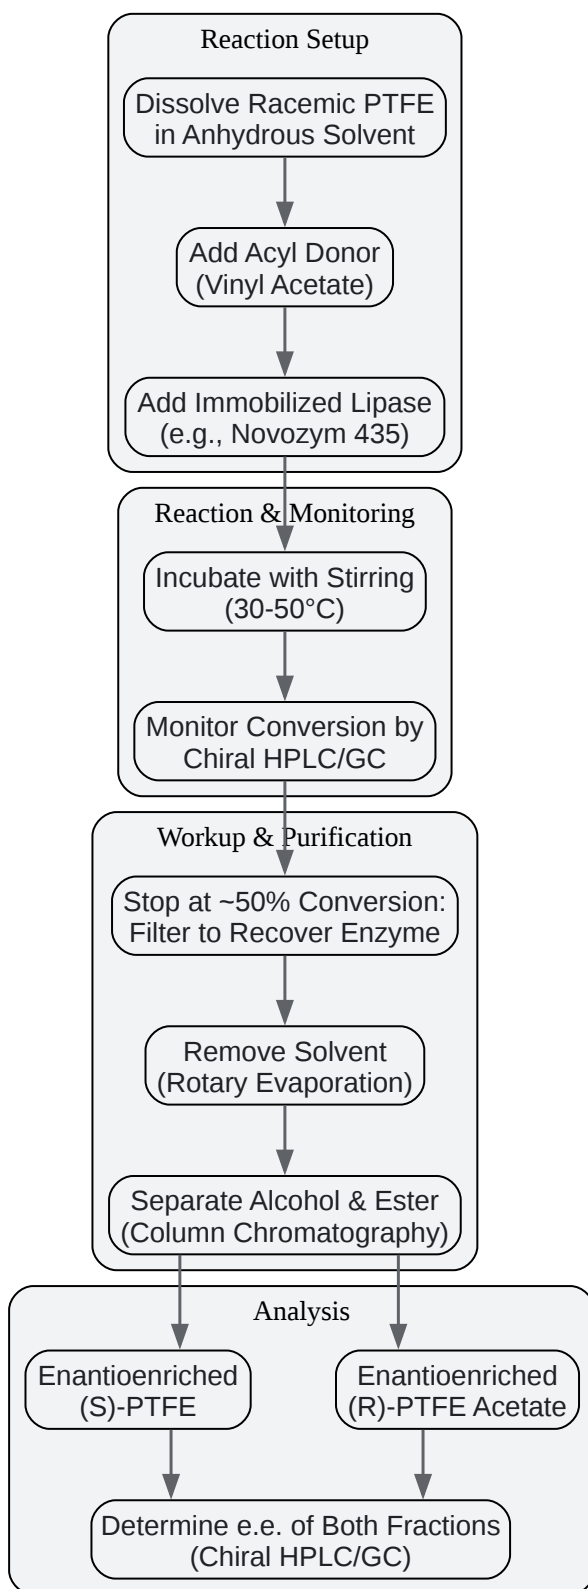 Reaction Setup
Dissolve Racemic PTFE
in Anhydrous Solvent
Add Acyl Donor
(Vinyl Acetate)
Add Immobilized Lipase
(e.g., Novozym 435)
Reaction & Monitoring
Incubate with Stirring
(30-50°C)
Monitor Conversion by
Chiral HPLC/GC
Workup & Purification
Stop at ~50% Conversion:
Filter to Recover Enzyme
Remove Solvent
(Rotary Evaporation)
Separate Alcohol & Ester
(Column Chromatography)
Analysis
Enantioenriched
(S)-PTFE
Enantioenriched
(R)-PTFE Acetate
Determine e.e. of Both Fractions
(Chiral HPLC/GC)